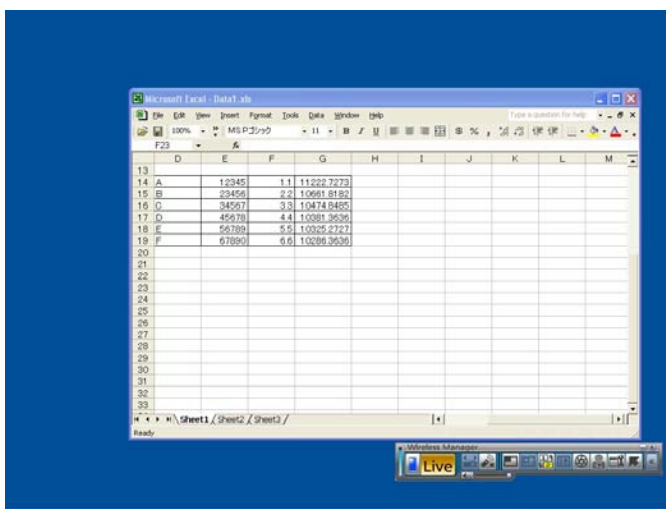 Microsoft Excel - Data1.xls
File Edit View Insert Format Tools Data Window Help Type a question for help
100% MS Pゴシック 11 B I U $ % ,
F23 fx
D E F G H I J K L M
13
14 A 12345 1.1 11222.7273
15 B 23456 2.2 10661.8182
16 C 34567 3.3 10474.8485
17 D 45678 4.4 10381.3636
18 E 56789 5.5 10325.2727
19 F 67890 6.6 10286.3636
20
21
22
23
24
25
26
27
28
29
30
31
32
33
Sheet1 / Sheet2 / Sheet3 /
Ready
Wireless Manager
Live